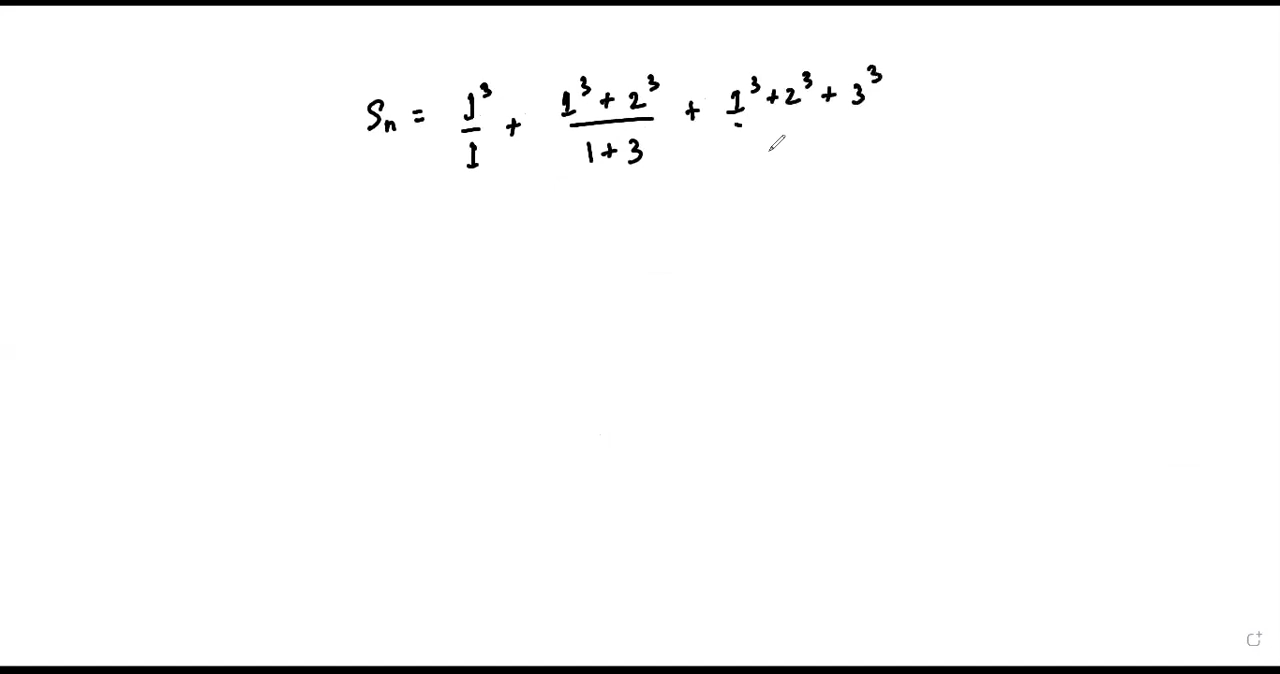 Sₙ = 1³/1 + (1³ + 2³)/(1 + 3) + 1³ + 2³ + 3³